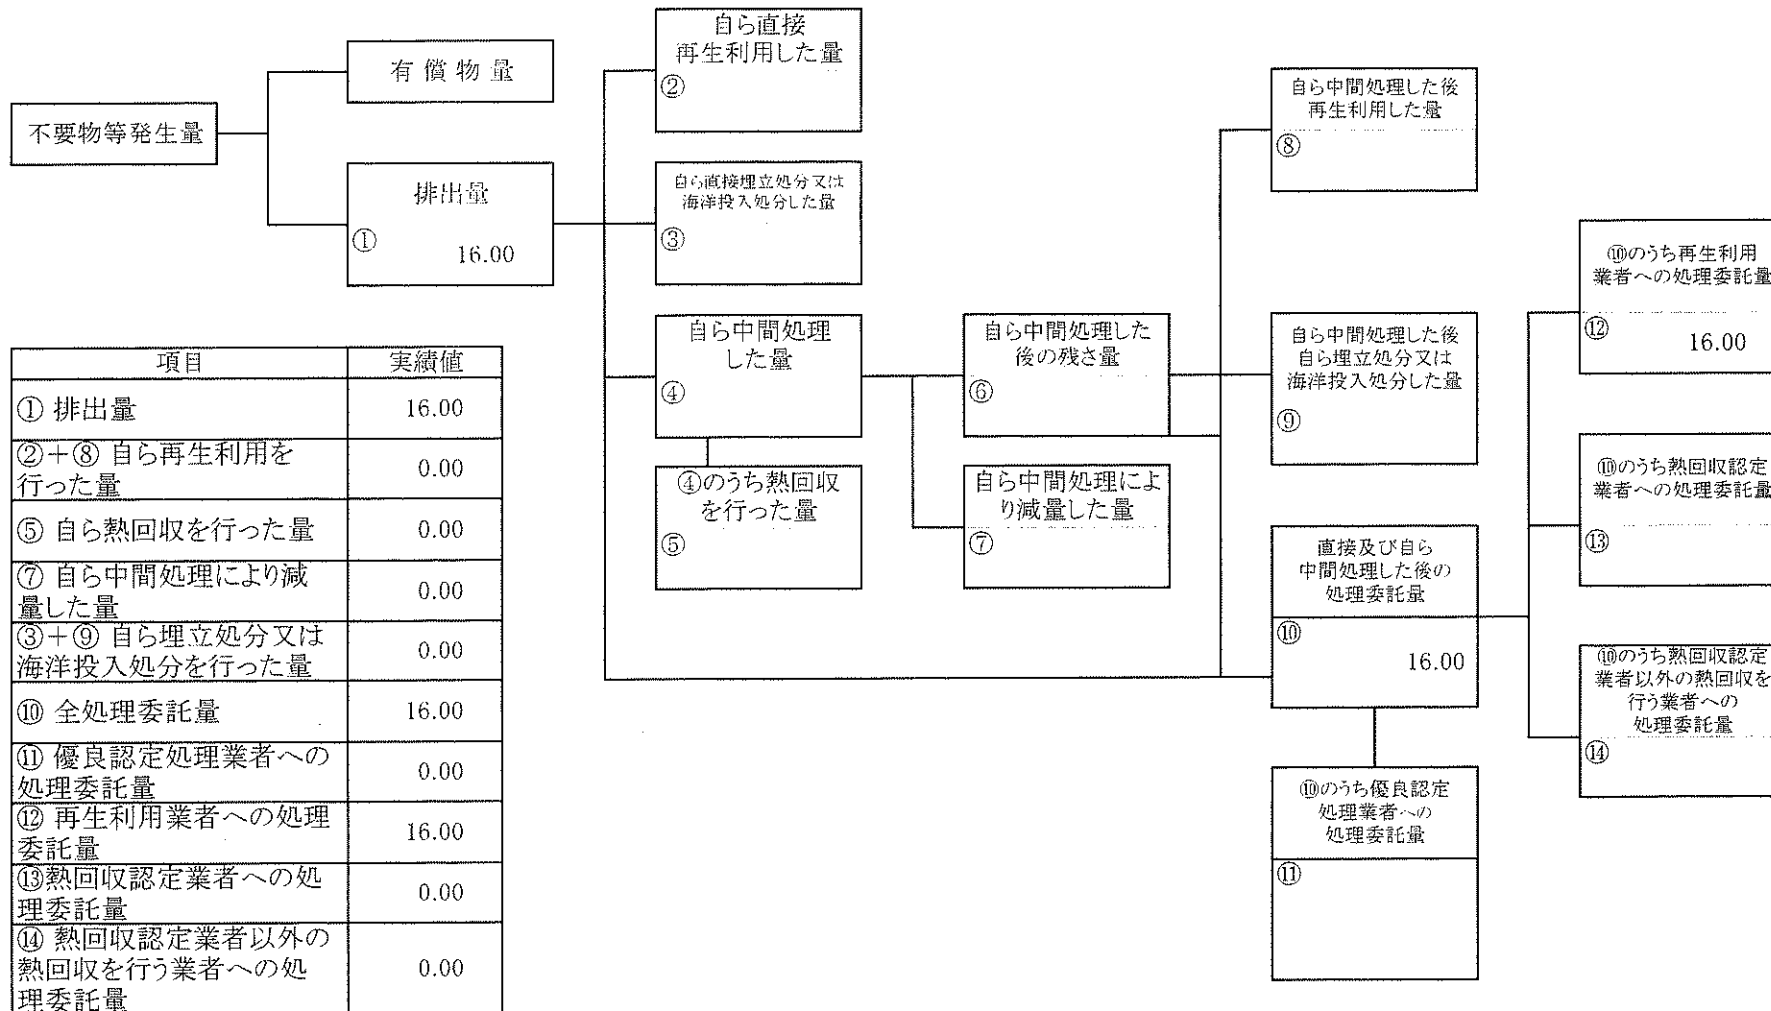 不要物等発生量
有償物量
排出量
①
16.00
自ら直接
再生利用した量
②
自ら直接埋立処分又は
海洋投入処分した量
③
自ら中間処理
した量
④
④のうち熱回収
を行った量
⑤
自ら中間処理した
後の残さ量
⑥
自ら中間処理によ
り減量した量
⑦
自ら中間処理した後
再生利用した量
⑧
自ら中間処理した後
自ら埋立処分又は
海洋投入処分した量
⑨
直接及び自ら
中間処理した後の
処理委託量
⑩
16.00
⑩のうち優良認定
処理業者への
処理委託量
⑪
⑩のうち再生利用
業者への処理委託量
⑫
16.00
⑩のうち熱回収認定
業者への処理委託量
⑬
⑩のうち熱回収認定
業者以外の熱回収を
行う業者への
処理委託量
⑭
項目 実績値
① 排出量 16.00
②+⑧ 自ら再生利用を
行った量 0.00
⑤ 自ら熱回収を行った量 0.00
⑦ 自ら中間処理により減
量した量 0.00
③+⑨ 自ら埋立処分又は
海洋投入処分を行った量 0.00
⑩ 全処理委託量 16.00
⑪ 優良認定処理業者への
処理委託量 0.00
⑫ 再生利用業者への処理
委託量 16.00
⑬熱回収認定業者への処
理委託量 0.00
⑭ 熱回収認定業者以外の
熱回収を行う業者への処
理委託量 0.00